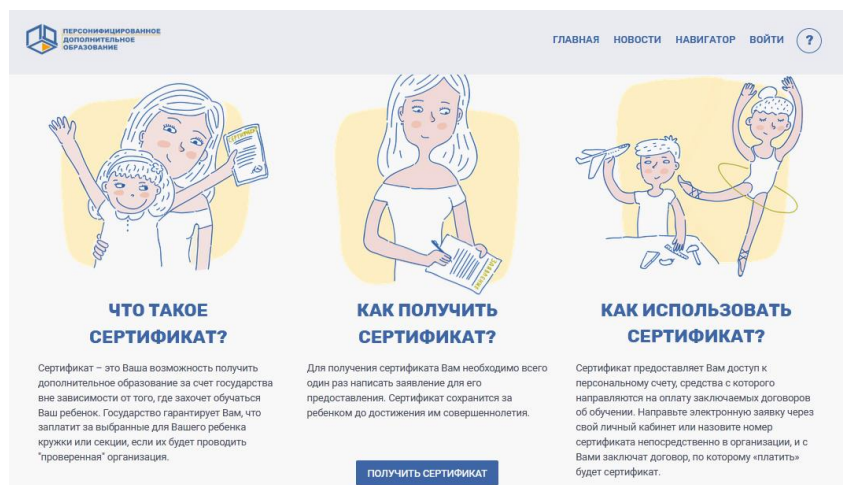 ПЕРСОНИФИЦИРОВАННОЕ
ДОПОЛНИТЕЛЬНОЕ
ОБРАЗОВАНИЕ
ГЛАВНАЯ НОВОСТИ НАВИГАТОР ВОЙТИ ?
ЧТО ТАКОЕ
СЕРТИФИКАТ?
Сертификат – это Ваша возможность получить
дополнительное образование за счет государства
вне зависимости от того, где захочет обучаться
Ваш ребенок. Государство гарантирует Вам, что
заплатит за выбранные для Вашего ребенка
кружки или секции, если их будет проводить
"проверенная" организация.
КАК ПОЛУЧИТЬ
СЕРТИФИКАТ?
Для получения сертификата Вам необходимо всего
один раз написать заявление для его
предоставления. Сертификат сохранится за
ребенком до достижения им совершеннолетия.
ПОЛУЧИТЬ СЕРТИФИКАТ
КАК ИСПОЛЬЗОВАТЬ
СЕРТИФИКАТ?
Сертификат предоставляет Вам доступ к
персональному счету, средства с которого
направляются на оплату заключаемых договоров
об обучении. Направьте электронную заявку через
свой личный кабинет или назовите номер
сертификата непосредственно в организации, и с
Вами заключат договор, по которому «платить»
будет сертификат.